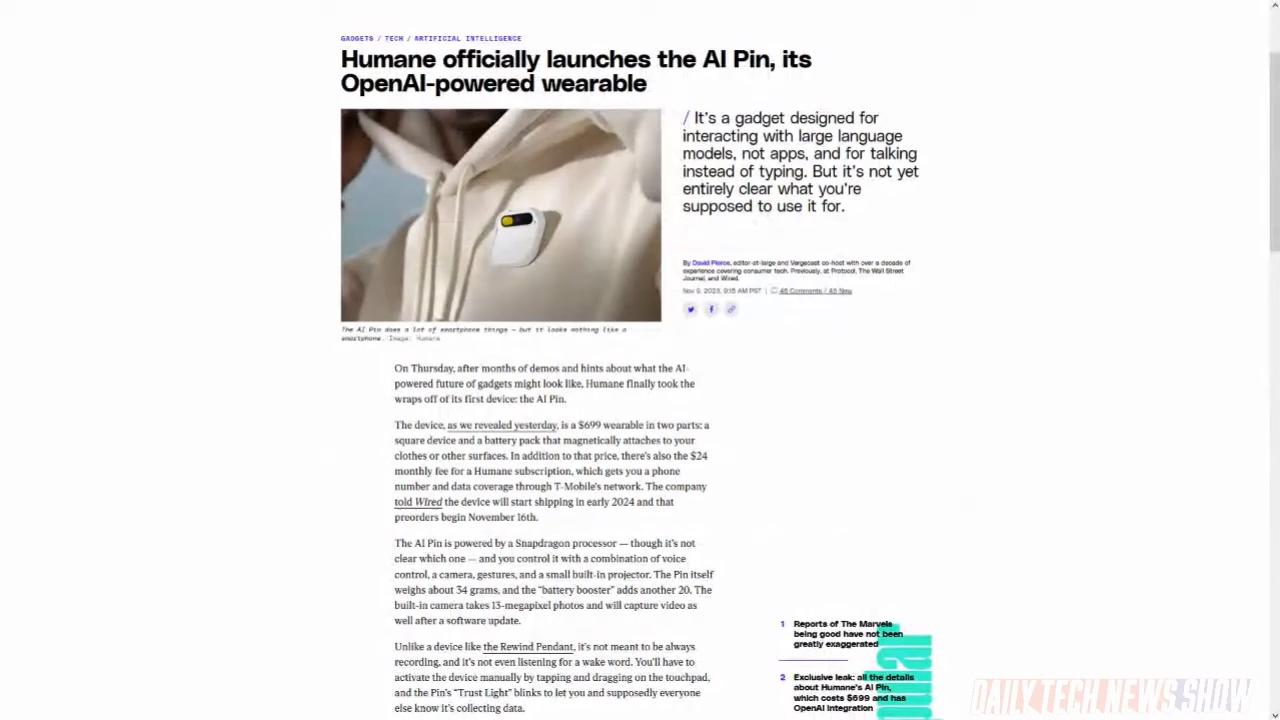 GADGETS / TECH / ARTIFICIAL INTELLIGENCE
Humane officially launches the AI Pin, its
OpenAI-powered wearable
/ It's a gadget designed for
interacting with large language
models, not apps, and for talking
instead of typing. But it's not yet
entirely clear what you're
supposed to use it for.
By David Pierce, editor-at-large and Vergecast co-host with over a decade of
experience covering consumer tech. Previously, at Protocol, The Wall Street
Journal, and Wired.
Nov 9, 2023, 9:15 AM PST | 45 Comments / 45 New
The AI Pin does a lot of smartphone things — but it looks nothing like a
smartphone. Image: Humane
On Thursday, after months of demos and hints about what the AI-
powered future of gadgets might look like, Humane finally took the
wraps off of its first device: the AI Pin.
The device, as we revealed yesterday, is a $699 wearable in two parts: a
square device and a battery pack that magnetically attaches to your
clothes or other surfaces. In addition to that price, there's also the $24
monthly fee for a Humane subscription, which gets you a phone
number and data coverage through T-Mobile's network. The company
told Wired the device will start shipping in early 2024 and that
preorders begin November 16th.
The AI Pin is powered by a Snapdragon processor — though it's not
clear which one — and you control it with a combination of voice
control, a camera, gestures, and a small built-in projector. The Pin itself
weighs about 34 grams, and the "battery booster" adds another 20. The
built-in camera takes 13-megapixel photos and will capture video as
well after a software update.
Unlike a device like the Rewind Pendant, it's not meant to be always
recording, and it's not even listening for a wake word. You'll have to
activate the device manually by tapping and dragging on the touchpad,
and the Pin's "Trust Light" blinks to let you and supposedly everyone
else know it's collecting data.
1 Reports of The Marvels
being good have not been
greatly exaggerated
2 Exclusive leak: all the details
about Humane's AI Pin,
which costs $699 and has
OpenAI integration
DAILY TECH NEWS SHOW